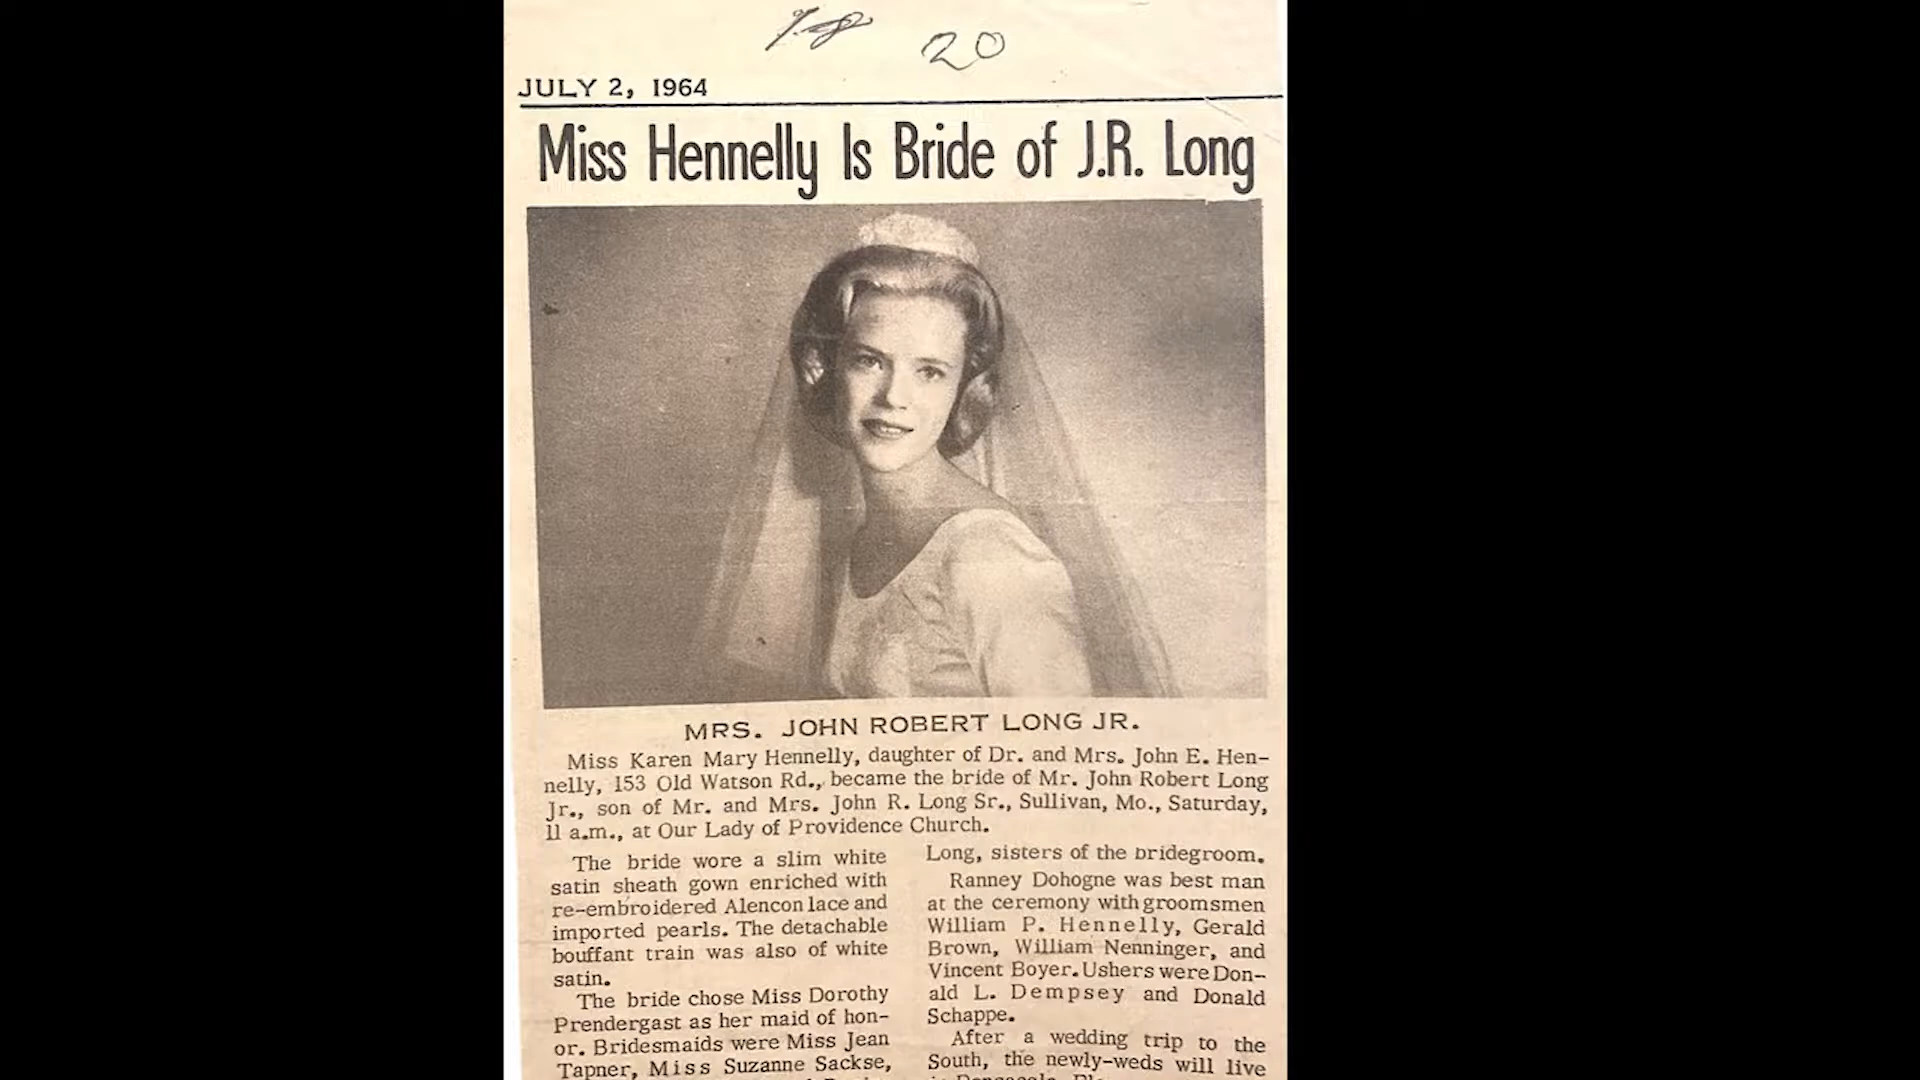 20
JULY 2, 1964
Miss Hennelly Is Bride of J.R. Long
MRS. JOHN ROBERT LONG JR.
Miss Karen Mary Hennelly, daughter of Dr. and Mrs. John E. Hen-
nelly, 153 Old Watson Rd., became the bride of Mr. John Robert Long
Jr., son of Mr. and Mrs. John R. Long Sr., Sullivan, Mo., Saturday,
11 a.m., at Our Lady of Providence Church.
The bride wore a slim white
satin sheath gown enriched with
re-embroidered Alencon lace and
imported pearls. The detachable
bouffant train was also of white
satin.
The bride chose Miss Dorothy
Prendergast as her maid of hon-
or. Bridesmaids were Miss Jean
Tapner, Miss Suzanne Sackse,
Long, sisters of the bridegroom.
Ranney Dohogne was best man
at the ceremony with groomsmen
William P. Hennelly, Gerald
Brown, William Nenninger, and
Vincent Boyer. Ushers were Don-
ald L. Dempsey and Donald
Schappe.
After a wedding trip to the
South, the newly-weds will live